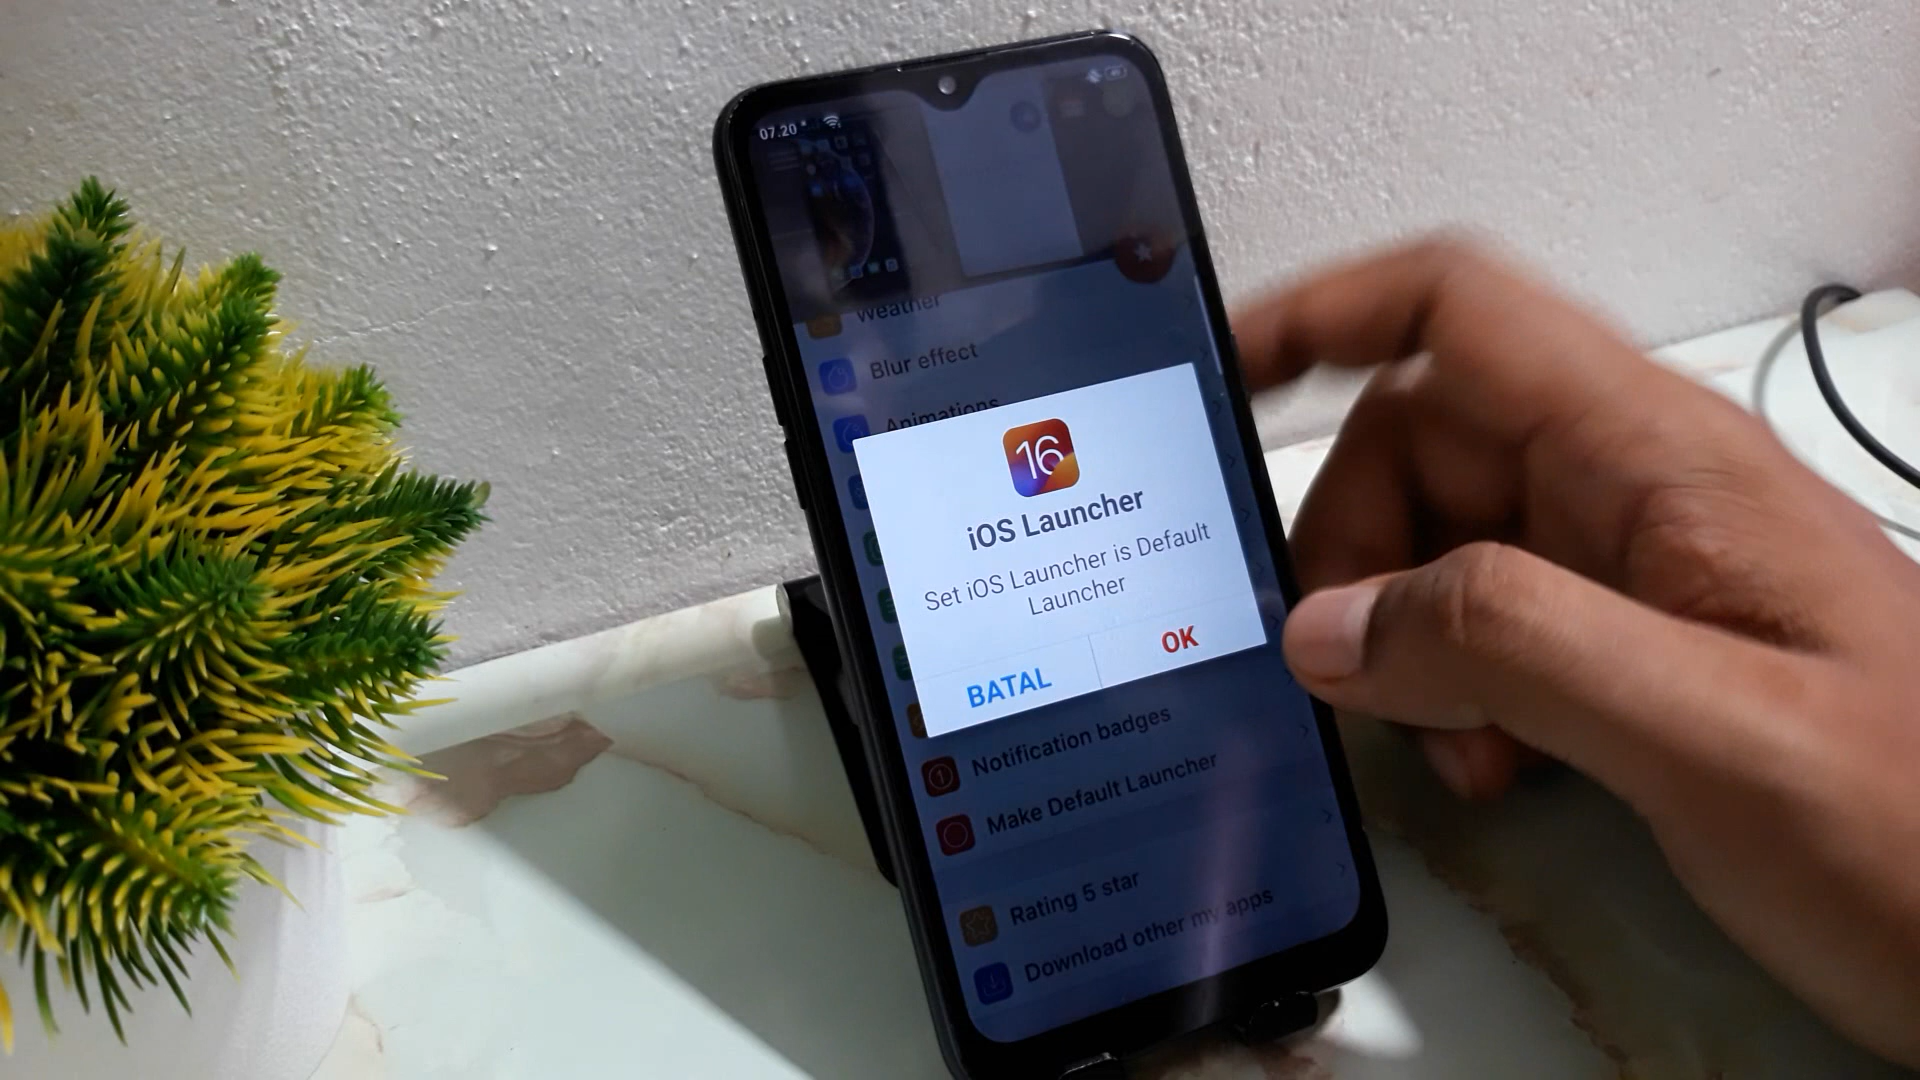 07.20
Weather
Blur effect
Animations
16
iOS Launcher
Set iOS Launcher is Default
Launcher
BATAL
OK
Notification badges
1
Make Default Launcher
Rating 5 star
Download other my apps